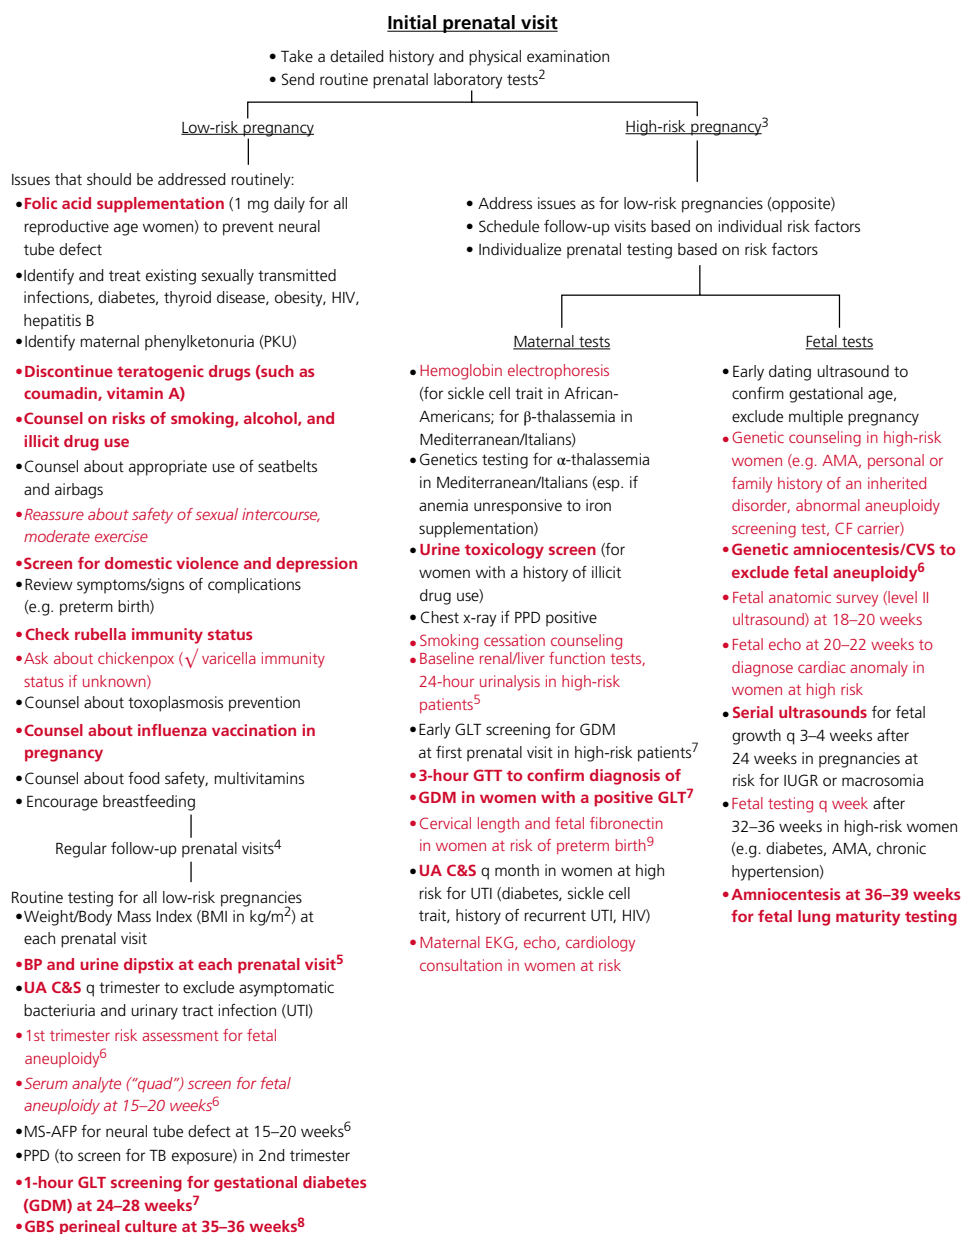 Initial prenatal visit
• Take a detailed history and physical examination
• Send routine prenatal laboratory tests2
Low-risk pregnancy
Issues that should be addressed routinely:
•Folic acid supplementation (1 mg daily for all
reproductive age women) to prevent neural
tube defect
•Identify and treat existing sexually transmitted
infections, diabetes, thyroid disease, obesity, HIV,
hepatitis B
•Identify maternal phenylketonuria (PKU)
•Discontinue teratogenic drugs (such as
coumadin, vitamin A)
•Counsel on risks of smoking, alcohol, and
illicit drug use
•Counsel about appropriate use of seatbelts
and airbags
•Reassure about safety of sexual intercourse,
moderate exercise
•Screen for domestic violence and depression
•Review symptoms/signs of complications
(e.g. preterm birth)
•Check rubella immunity status
•Ask about chickenpox (√ varicella immunity
status if unknown)
•Counsel about toxoplasmosis prevention
•Counsel about influenza vaccination in
pregnancy
•Counsel about food safety, multivitamins
• Encourage breastfeeding
Regular follow-up prenatal visits4
Routine testing for all low-risk pregnancies
•Weight/Body Mass Index (BMI in kg/m2) at
each prenatal visit
•BP and urine dipstix at each prenatal visit5
•UA C&S q trimester to exclude asymptomatic
bacteriuria and urinary tract infection (UTI)
•1st trimester risk assessment for fetal
aneuploidy6
•Serum analyte (“quad”) screen for fetal
aneuploidy at 15–20 weeks6
•MS-AFP for neural tube defect at 15–20 weeks6
•PPD (to screen for TB exposure) in 2nd trimester
•1-hour GLT screening for gestational diabetes
(GDM) at 24–28 weeks7
•GBS perineal culture at 35–36 weeks8
High-risk pregnancy3
• Address issues as for low-risk pregnancies (opposite)
• Schedule follow-up visits based on individual risk factors
• Individualize prenatal testing based on risk factors
Maternal tests
• Hemoglobin electrophoresis
(for sickle cell trait in African-
Americans; for β-thalassemia in
Mediterranean/Italians)
• Genetics testing for α-thalassemia
in Mediterranean/Italians (esp. if
anemia unresponsive to iron
supplementation)
• Urine toxicology screen (for
women with a history of illicit
drug use)
• Chest x-ray if PPD positive
• Smoking cessation counseling
• Baseline renal/liver function tests,
24-hour urinalysis in high-risk
patients5
•Early GLT screening for GDM
at first prenatal visit in high-risk patients7
•3-hour GTT to confirm diagnosis of
•GDM in women with a positive GLT7
•Cervical length and fetal fibronectin
in women at risk of preterm birth9
•UA C&S q month in women at high
risk for UTI (diabetes, sickle cell
trait, history of recurrent UTI, HIV)
•Maternal EKG, echo, cardiology
consultation in women at risk
Fetal tests
•Early dating ultrasound to
confirm gestational age,
exclude multiple pregnancy
•Genetic counseling in high-risk
women (e.g. AMA, personal or
family history of an inherited
disorder, abnormal aneuploidy
screening test, CF carrier)
•Genetic amniocentesis/CVS to
exclude fetal aneuploidy6
•Fetal anatomic survey (level II
ultrasound) at 18–20 weeks
•Fetal echo at 20–22 weeks to
diagnose cardiac anomaly in
women at high risk
•Serial ultrasounds for fetal
growth q 3–4 weeks after
24 weeks in pregnancies at
risk for IUGR or macrosomia
•Fetal testing q week after
32–36 weeks in high-risk women
(e.g. diabetes, AMA, chronic
hypertension)
•Amniocentesis at 36–39 weeks
for fetal lung maturity testing